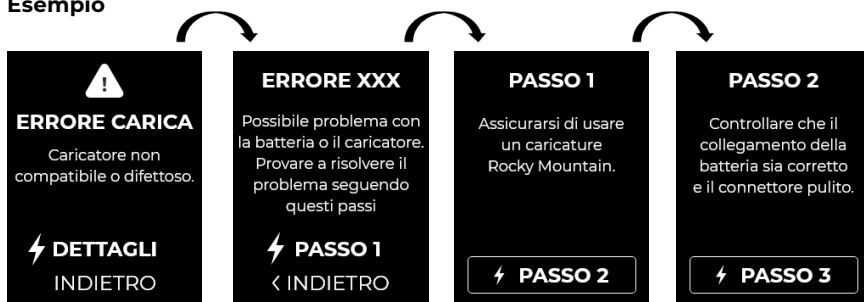 Esempio
ERRORE CARICA
Caricatore non
compatibile o difettoso.
DETTAGLI
INDIETRO
ERRORE XXX
Possibile problema con
la batteria o il caricatore.
Provare a risolvere il
problema seguendo
questi passi
PASSO 1
< INDIETRO
PASSO 1
Assicurarsi di usare
un caricature
Rocky Mountain.
PASSO 2
PASSO 2
Controllare che il
collegamento della
batteria sia corretto
e il connettore pulito.
PASSO 3